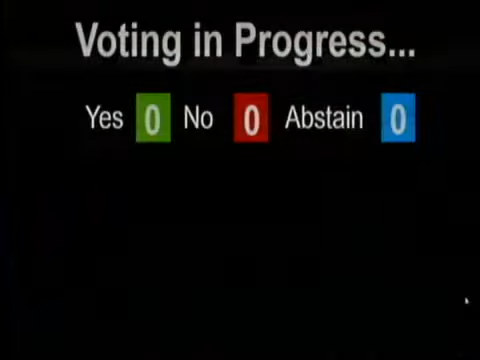 Voting in Progress...
Yes 0 No 0 Abstain 0